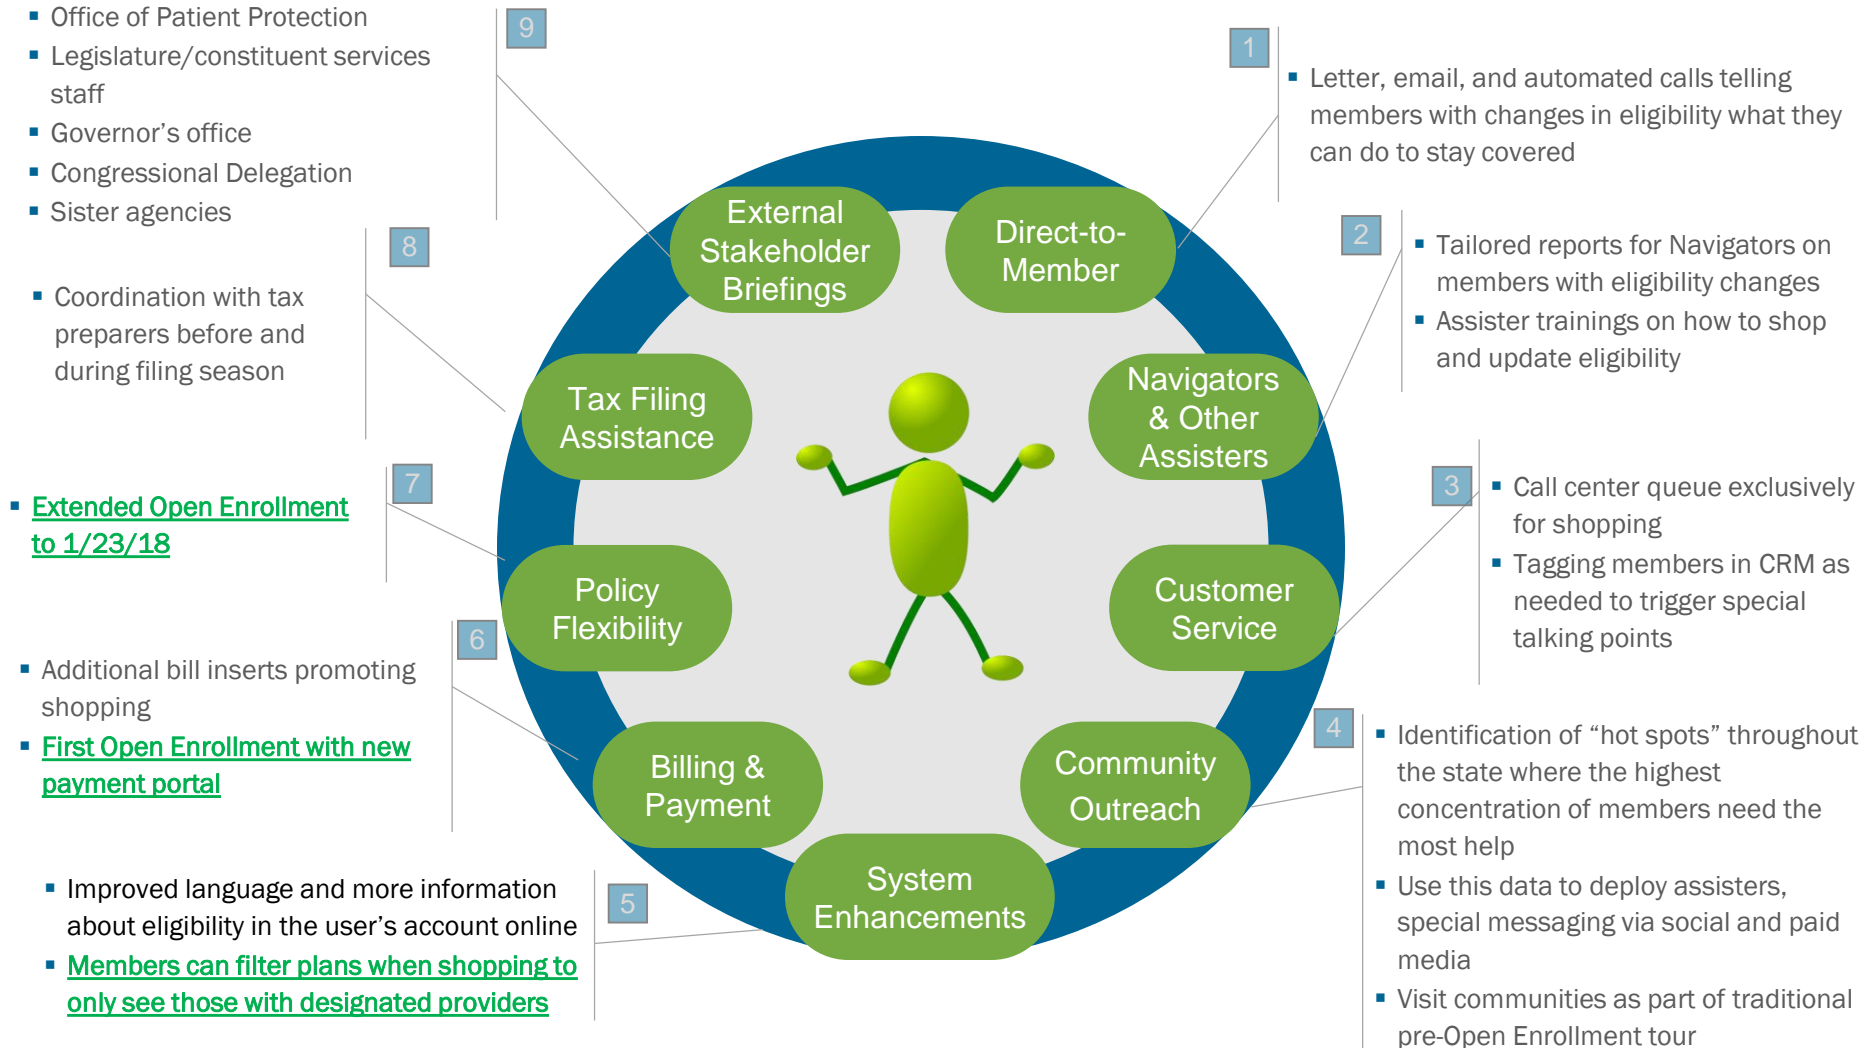 9
▪ Office of Patient Protection
▪ Legislature/constituent services
staff
▪ Governor’s office
▪ Congressional Delegation
▪ Sister agencies
1
▪ Letter, email, and automated calls telling
members with changes in eligibility what they
can do to stay covered
2
▪ Tailored reports for Navigators on
members with eligibility changes
▪ Assister trainings on how to shop
and update eligibility
3
▪ Call center queue exclusively
for shopping
▪ Tagging members in CRM as
needed to trigger special
talking points
4
▪ Identification of “hot spots” throughout
the state where the highest
concentration of members need the
most help
▪ Use this data to deploy assisters,
special messaging via social and paid
media
▪ Visit communities as part of traditional
pre-Open Enrollment tour
5
▪ Improved language and more information
about eligibility in the user’s account online
▪ Members can filter plans when shopping to
only see those with designated providers
6
▪ Additional bill inserts promoting
shopping
▪ First Open Enrollment with new
payment portal
7
▪ Extended Open Enrollment
to 1/23/18
8
▪ Coordination with tax
preparers before and
during filing season
External
Stakeholder
Briefings
Direct-to-
Member
Navigators
& Other
Assisters
Customer
Service
Community
Outreach
System
Enhancements
Billing &
Payment
Policy
Flexibility
Tax Filing
Assistance